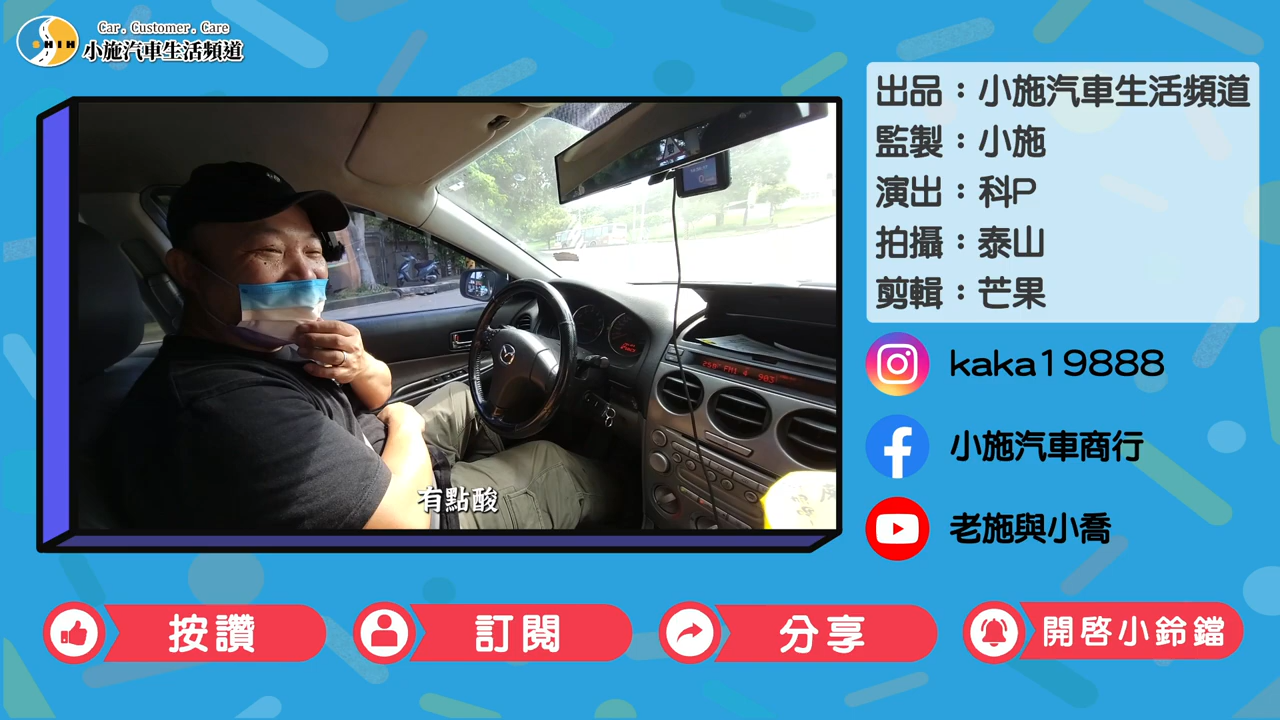 Car. Customer. Care
SHIH
小施汽車生活頻道
出品：小施汽車生活頻道
監製：小施
演出：科P
拍攝：泰山
剪輯：芒果
kaka19888
小施汽車商行
老施與小喬
有點酸
按讚
訂閱
分享
開啓小鈴鐺